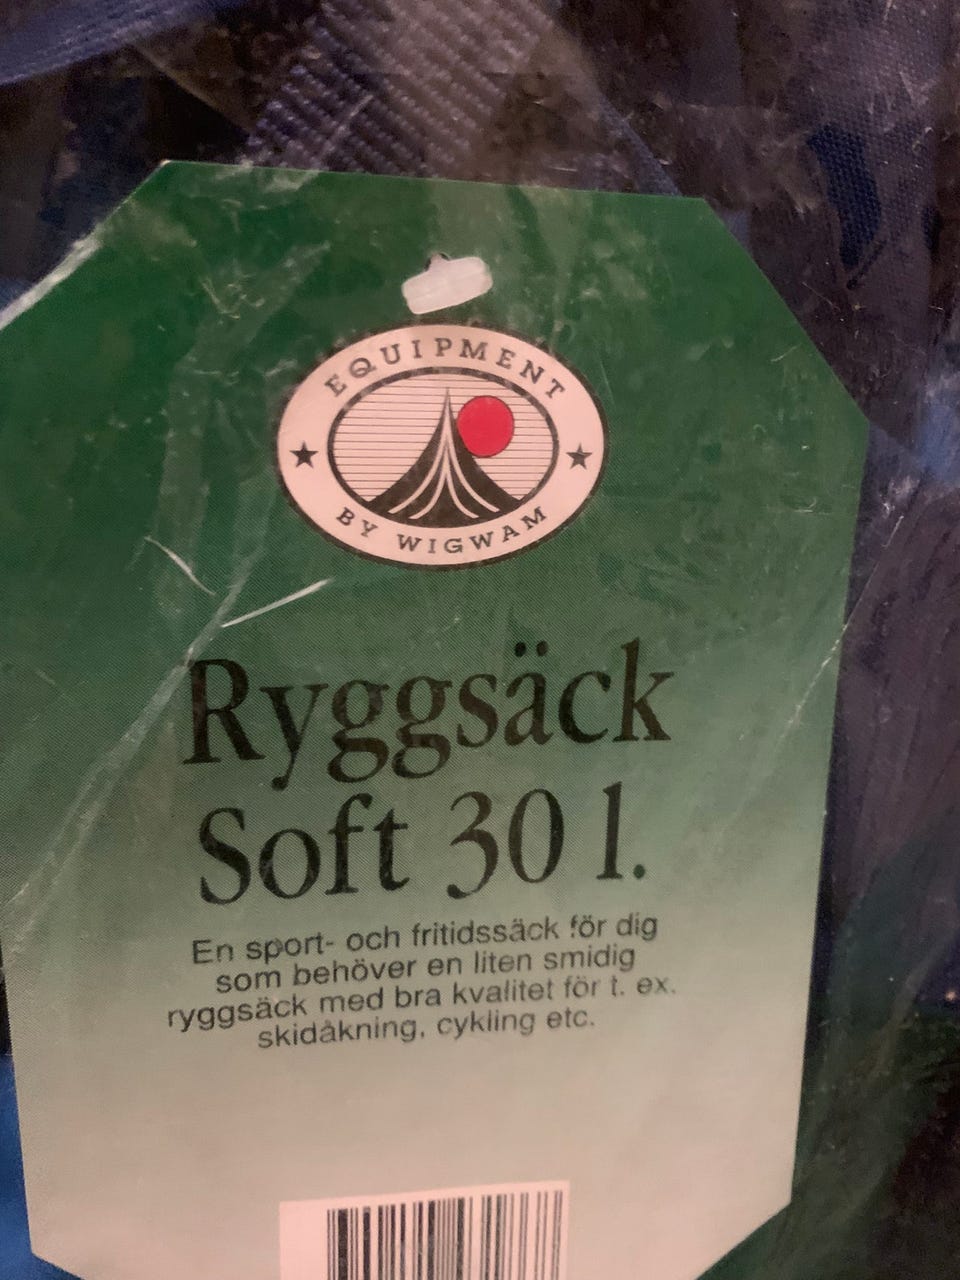 EQUIPMENT
BY WIGWAM
Ryggsäck
Soft 30 l.
En sport- och fritidssäck för dig
som behöver en liten smidig
ryggsäck med bra kvalitet för t. ex.
skidåkning, cykling etc.